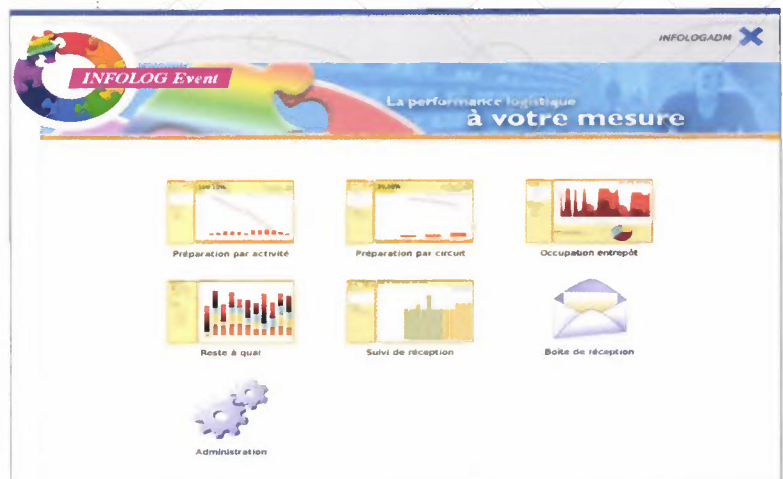 INFOLOGADM
INFOLOG Event
La performance logistique
à votre mesure
Préparation par activité
Préparation par circuit
Occupation entrepôt
Reste à quai
Suivi de réception
Boîte de réception
Administration